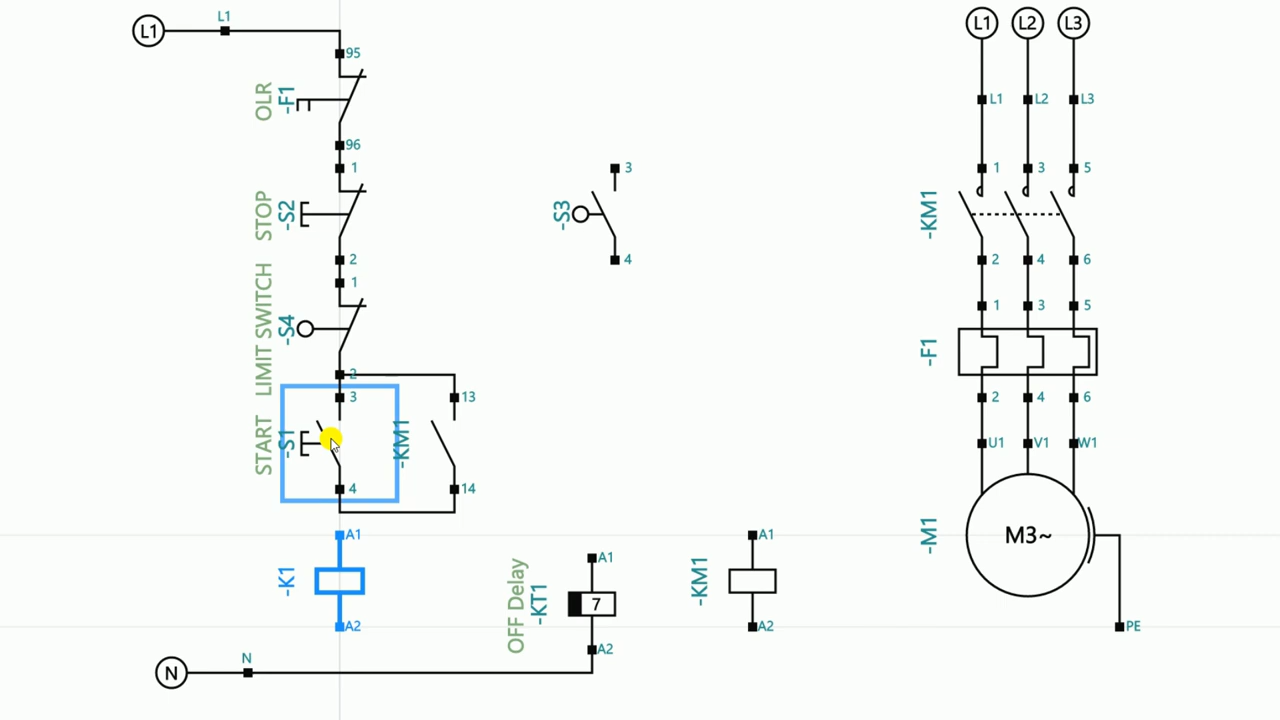 L1
L1
95
OLR
-F1
96
1
STOP
-S2
2
1
LIMIT SWITCH
-S4
2
3
START
-S1
4
-KM1
13
14
A1
-K1
A2
N
N
3
-S3
4
A1
OFF Delay
-KT1
7
A2
A1
-KM1
A2
L1 L2 L3
L1 L2 L3
1 3 5
-KM1
2 4 6
1 3 5
-F1
2 4 6
U1 V1 W1
-M1
M3~
PE